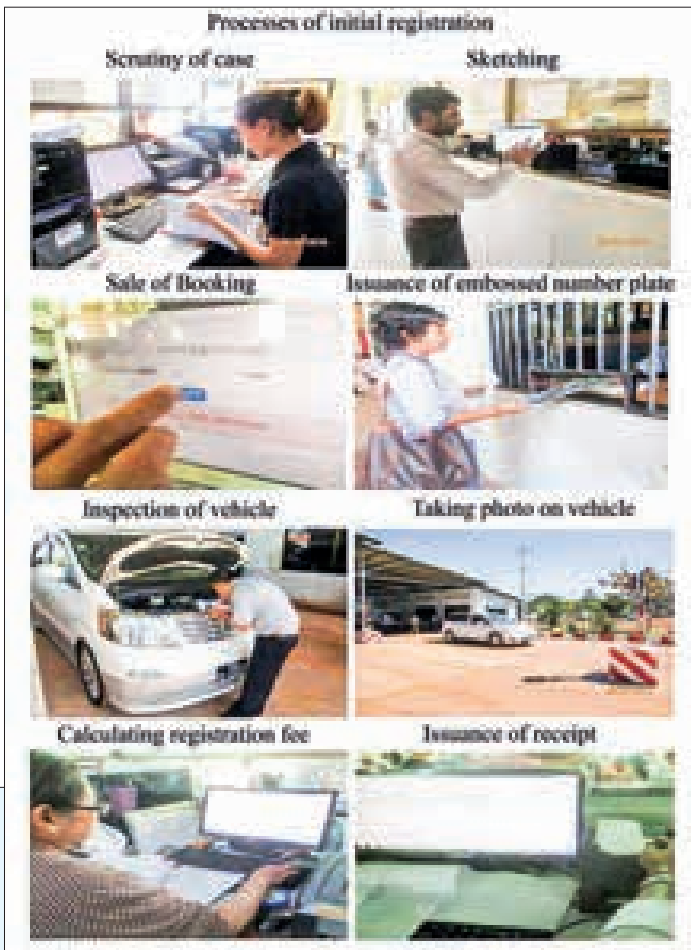 Processes of initial registration
Scrutiny of case
Sketching
Sale of Booking
Issuance of embossed number plate
Inspection of vehicle
Taking photo on vehicle
Calculating registration fee
Issuance of receipt